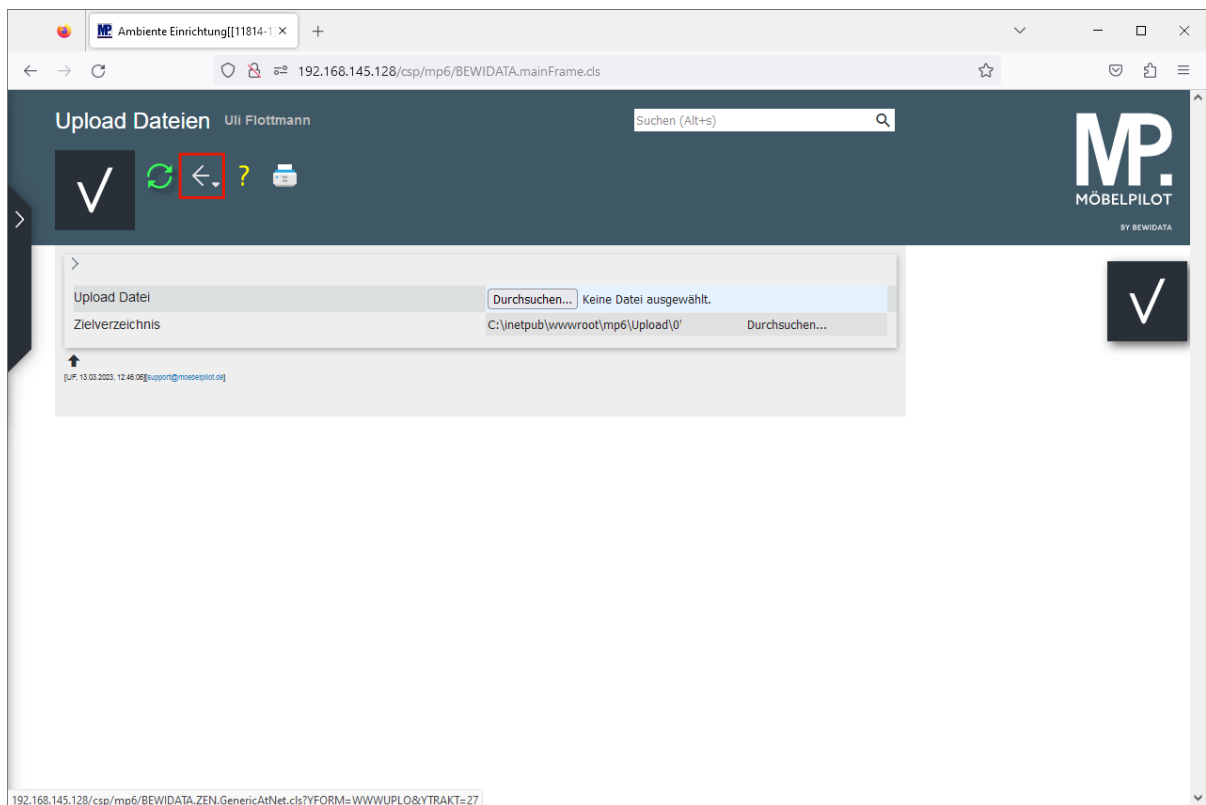 Ambiente Einrichtung[[11814-1]
192.168.145.128/csp/mp6/BEWIDATA.mainFrame.cls
Upload Dateien Uli Flottmann
Suchen (Alt+s)
MP.
MÖBELPILOT
BY BEWIDATA
Upload Datei
Durchsuchen... Keine Datei ausgewählt.
Zielverzeichnis
C:\inetpub\wwwroot\mp6\Upload\0'
Durchsuchen...
[UF, 13.03.2023, 12:46:06][support@moebelpilot.de]
192.168.145.128/csp/mp6/BEWIDATA.ZEN.GenericAtNet.cls?YFORM=WWWUPLO&YTRAKT=27